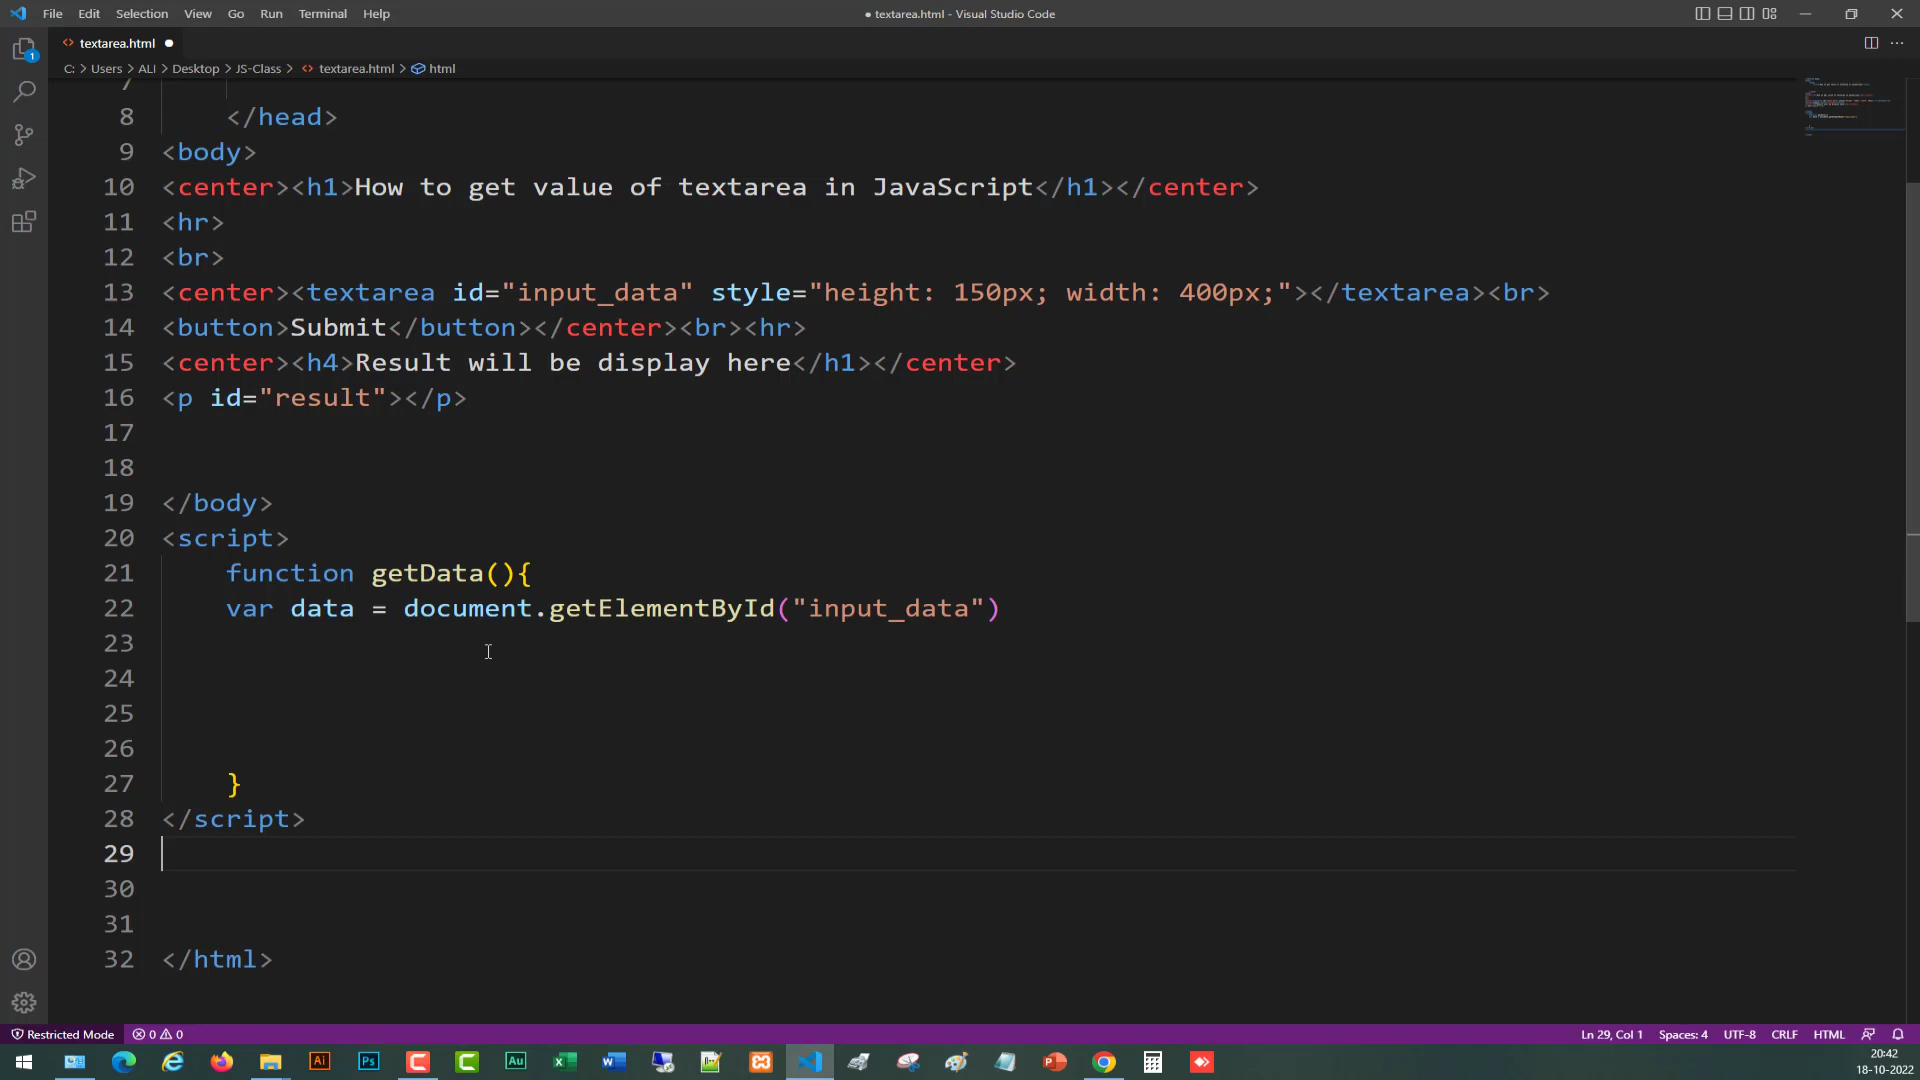 File Edit Selection View Go Run Terminal Help
● textarea.html - Visual Studio Code
1
textarea.html ●
C: > Users > ALI > Desktop > JS-Class > textarea.html > html
7
8 </head>
9 <body>
10 <center><h1>How to get value of textarea in JavaScript</h1></center>
11 <hr>
12 <br>
13 <center><textarea id="input_data" style="height: 150px; width: 400px;"></textarea><br>
14 <button>Submit</button></center><br><hr>
15 <center><h4>Result will be display here</h1></center>
16 <p id="result"></p>
17
18
19 </body>
20 <script>
21 function getData(){
22 var data = document.getElementById("input_data")
23
24
25
26
27 }
28 </script>
29
30
31
32 </html>
Restricted Mode 0 0
Ln 29, Col 1 Spaces: 4 UTF-8 CRLF HTML
Ai Ps Au
20:42
18-10-2022